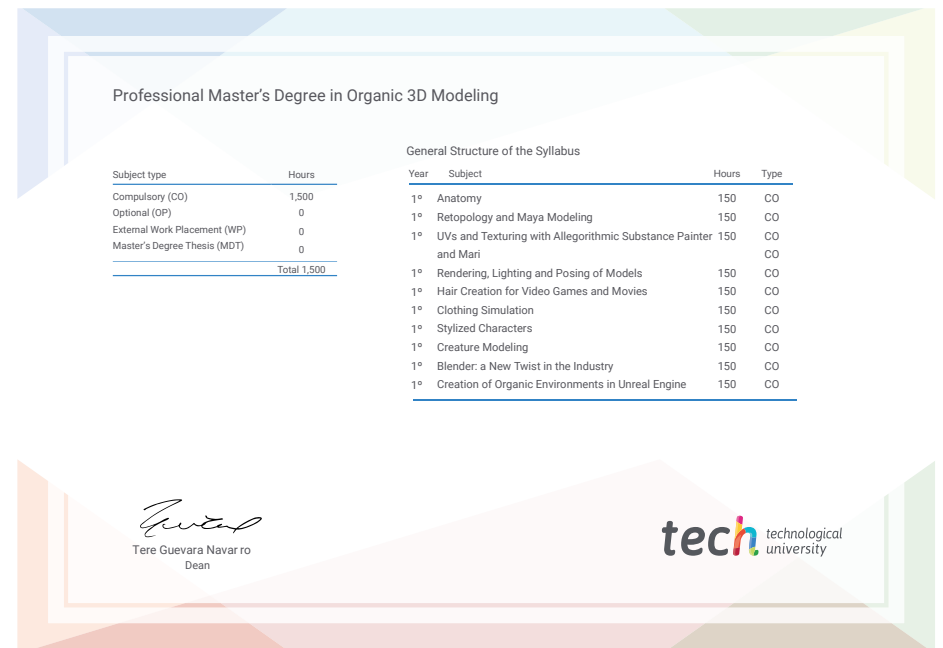 Professional Master’s Degree in Organic 3D Modeling
General Structure of the Syllabus
Subject type Hours
Compulsory (CO) 1,500
Optional (OP) 0
External Work Placement (WP) 0
Master’s Degree Thesis (MDT) 0
Total 1,500
Year Subject Hours Type
1º Anatomy 150 CO
1º Retopology and Maya Modeling 150 CO
1º UVs and Texturing with Allegorithmic Substance Painter 150 CO
and Mari CO
1º Rendering, Lighting and Posing of Models 150 CO
1º Hair Creation for Video Games and Movies 150 CO
1º Clothing Simulation 150 CO
1º Stylized Characters 150 CO
1º Creature Modeling 150 CO
1º Blender: a New Twist in the Industry 150 CO
1º Creation of Organic Environments in Unreal Engine 150 CO
Tere Guevara Navarro
Dean
tech technological
university